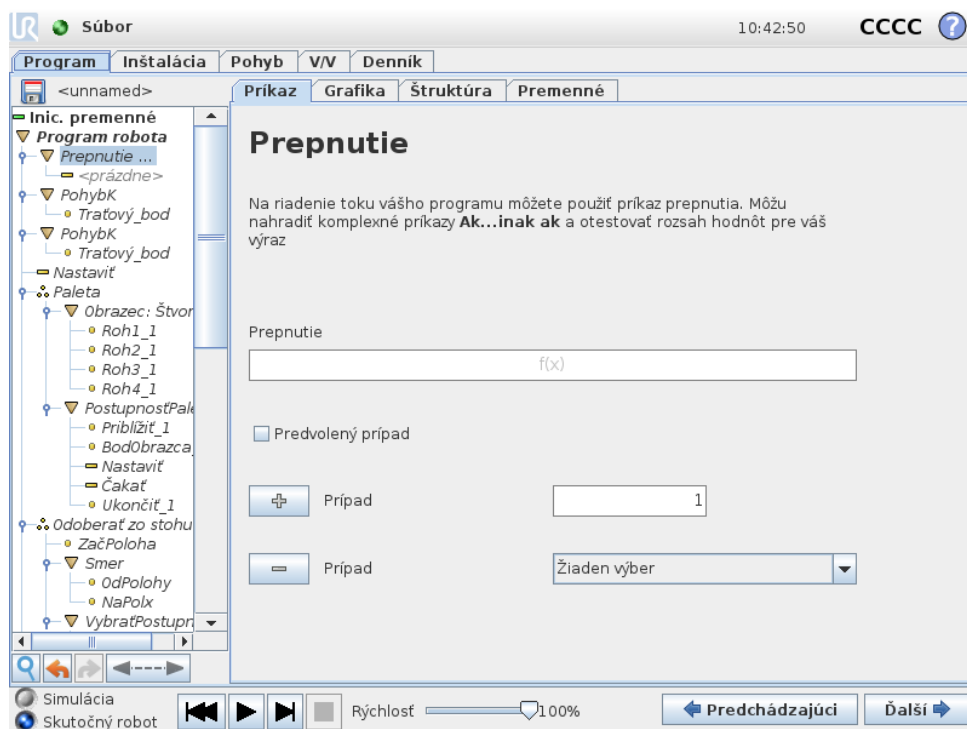 Súbor
10:42:50
CCCC
?
Program
Inštalácia
Pohyb
V/V
Denník
<unnamed>
Príkaz
Grafika
Štruktúra
Premenné
Inic. premenné
Program robota
Prepnutie ...
<prázdne>
PohybK
Traťový_bod
PohybK
Traťový_bod
Nastaviť
Paleta
Obrazec: Štvor
Roh1_1
Roh2_1
Roh3_1
Roh4_1
PostupnosťPale
Priblížiť_1
BodObrazca_
Nastaviť
Čakať
Ukončiť_1
Odoberať zo stohu
ZačPoloha
Smer
OdPolohy
NaPolx
VybraťPostupn
Prepnutie
Na riadenie toku vášho programu môžete použiť príkaz prepnutia. Môžu
nahradiť komplexné príkazy Ak...inak ak a otestovať rozsah hodnôt pre váš
výraz
Prepnutie
f(x)
Predvolený prípad
Prípad
1
Prípad
Žiaden výber
Simulácia
Skutočný robot
Rýchlosť
100%
Predchádzajúci
Ďalší